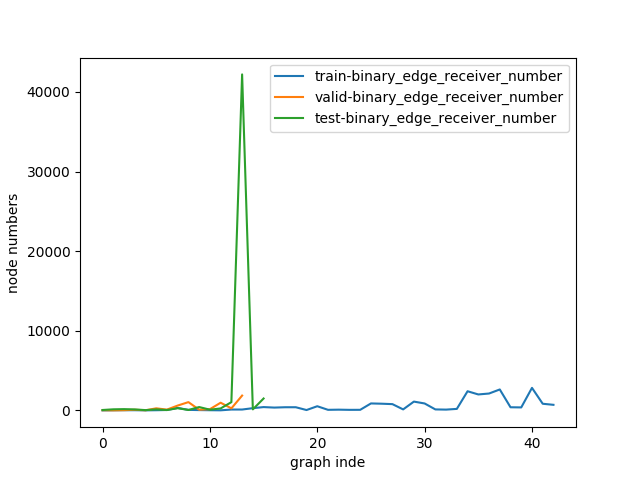 train-binary_edge_receiver_number
valid-binary_edge_receiver_number
test-binary_edge_receiver_number
40000
30000
20000
10000
0
node numbers
0 10 20 30 40
graph inde